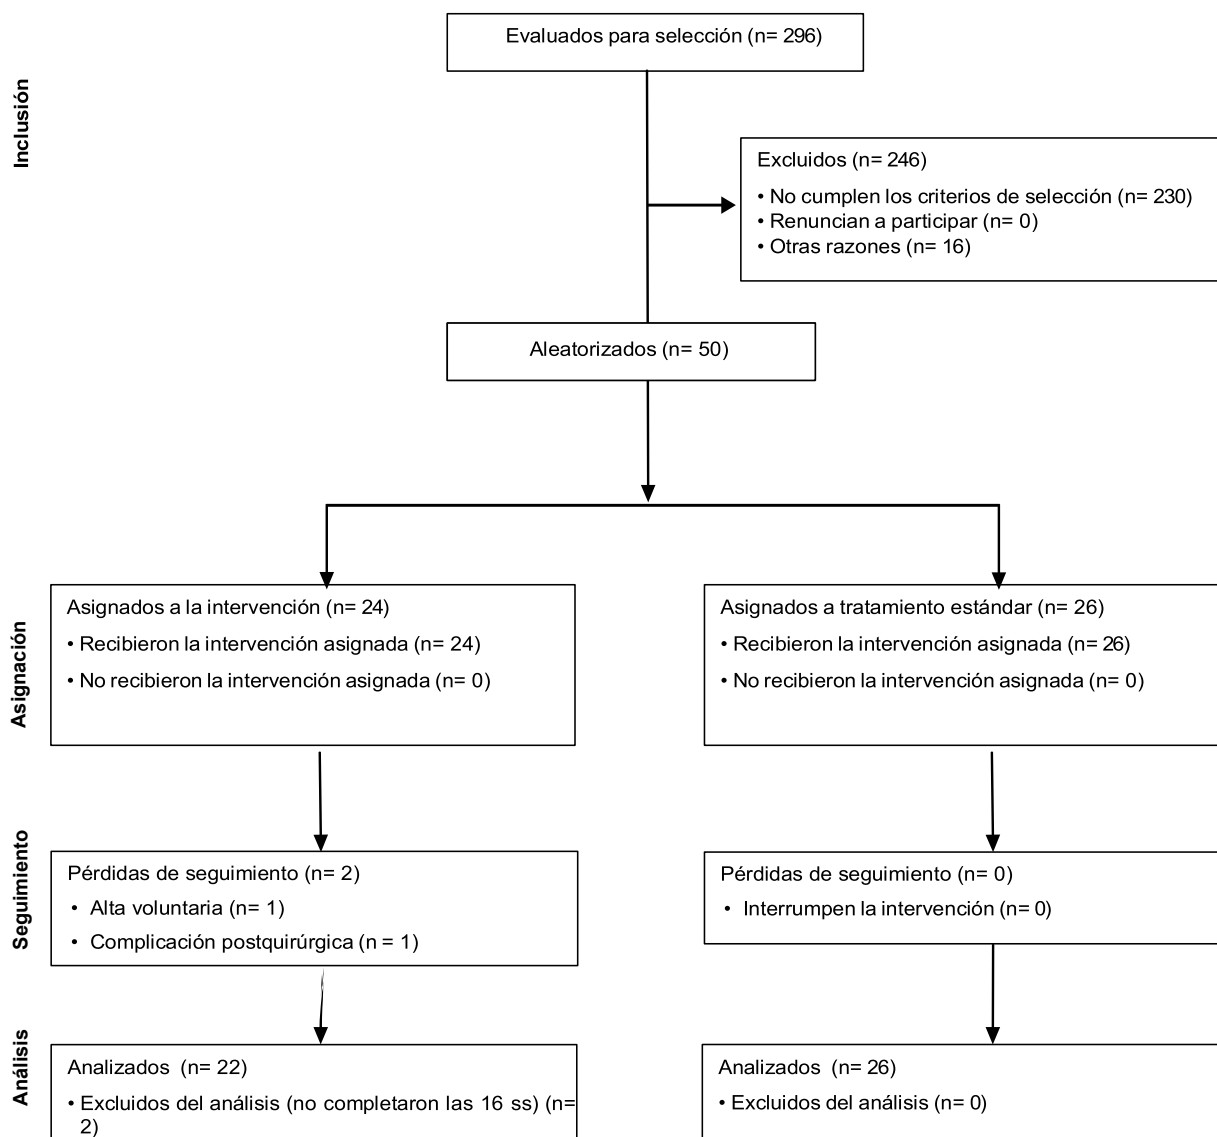 Inclusión
Evaluados para selección (n= 296)
Excluidos (n= 246)
• No cumplen los criterios de selección (n= 230)
• Renuncian a participar (n= 0)
• Otras razones (n= 16)
Aleatorizados (n= 50)
Asignación
Asignados a la intervención (n= 24)
• Recibieron la intervención asignada (n= 24)
• No recibieron la intervención asignada (n= 0)
Asignados a tratamiento estándar (n= 26)
• Recibieron la intervención asignada (n= 26)
• No recibieron la intervención asignada (n= 0)
Seguimiento
Pérdidas de seguimiento (n= 2)
• Alta voluntaria (n= 1)
• Complicación postquirúrgica (n = 1)
Pérdidas de seguimiento (n= 0)
• Interrumpen la intervención (n= 0)
Análisis
Analizados (n= 22)
• Excluidos del análisis (no completaron las 16 ss) (n=
2)
Analizados (n= 26)
• Excluidos del análisis (n= 0)